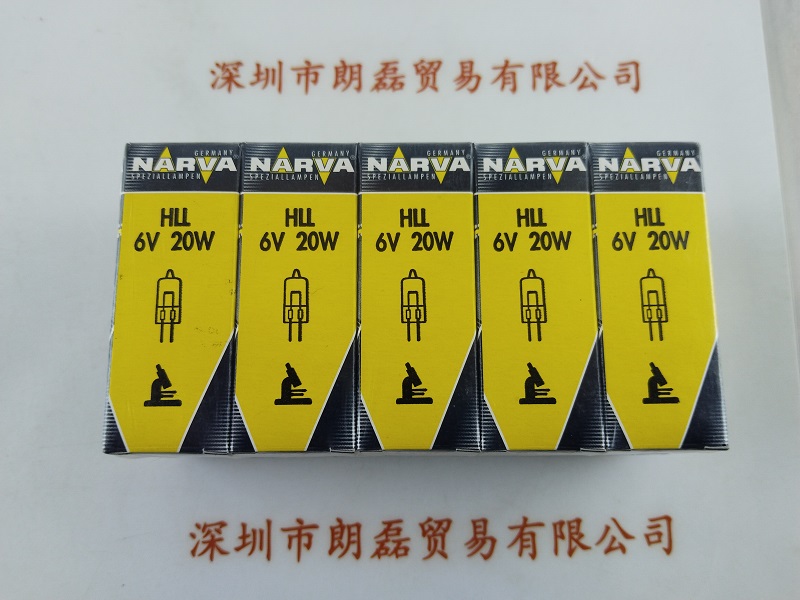 深圳市朗磊贸易有限公司
GERMANY
NARVA
SPEZIALLAMPEN
HLL
6V 20W
GERMANY
NARVA
SPEZIALLAMPEN
HLL
6V 20W
GERMANY
NARVA
SPEZIALLAMPEN
HLL
6V 20W
GERMANY
NARVA
SPEZIALLAMPEN
HLL
6V 20W
GERMANY
NARVA
SPEZIALLAMPEN
HLL
6V 20W
深圳市朗磊贸易有限公司